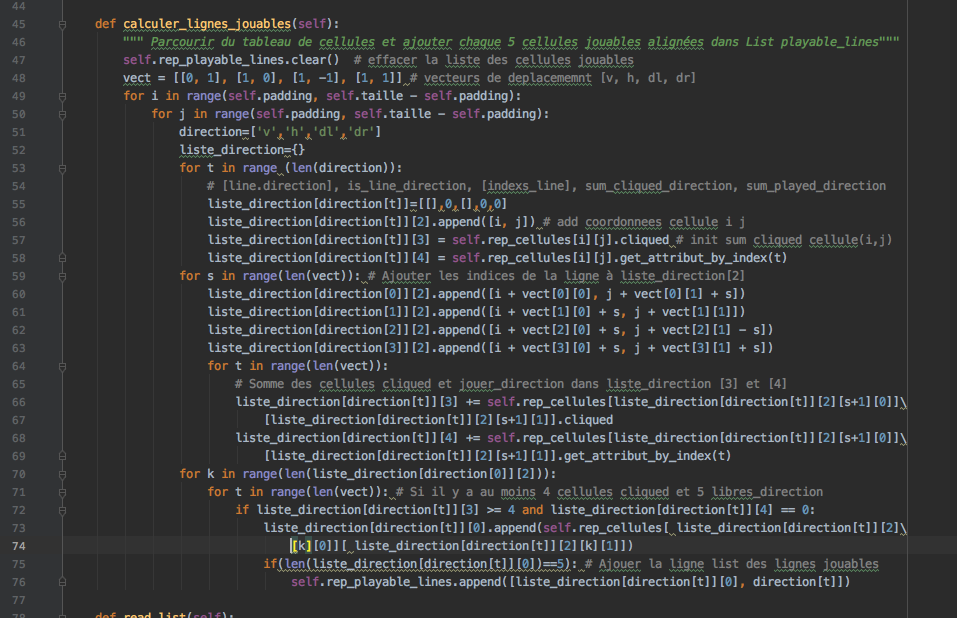 44
45 def calculer_lignes_jouables(self):
46 """ Parcourir du tableau de cellules et ajouter chaque 5 cellules jouables alignées dans List playable_lines"""
47 self.rep_playable_lines.clear()  # effacer la liste des cellules jouables
48 vect = [[0, 1], [1, 0], [1, -1], [1, 1]] # vecteurs de deplacememnt [v, h, dl, dr]
49 for i in range(self.padding, self.taille - self.padding):
50 for j in range(self.padding, self.taille - self.padding):
51 direction=['v','h','dl','dr']
52 liste_direction={}
53 for t in range (len(direction)):
54 # [line.direction], is_line_direction, [indexs_line], sum_cliqued_direction, sum_played_direction
55 liste_direction[direction[t]]=[[],0,[],0,0]
56 liste_direction[direction[t]][2].append([i, j]) # add coordonnees cellule i j
57 liste_direction[direction[t]][3] = self.rep_cellules[i][j].cliqued # init sum cliqued cellule(i,j)
58 liste_direction[direction[t]][4] = self.rep_cellules[i][j].get_attribut_by_index(t)
59 for s in range(len(vect)): # Ajouter les indices de la ligne à liste_direction[2]
60 liste_direction[direction[0]][2].append([i + vect[0][0], j + vect[0][1] + s])
61 liste_direction[direction[1]][2].append([i + vect[1][0] + s, j + vect[1][1]])
62 liste_direction[direction[2]][2].append([i + vect[2][0] + s, j + vect[2][1] - s])
63 liste_direction[direction[3]][2].append([i + vect[3][0] + s, j + vect[3][1] + s])
64 for t in range(len(vect)):
65 # Somme des cellules cliqued et jouer_direction dans liste_direction [3] et [4]
66 liste_direction[direction[t]][3] += self.rep_cellules[liste_direction[direction[t]][2][s+1][0]]\
67 [liste_direction[direction[t]][2][s+1][1]].cliqued
68 liste_direction[direction[t]][4] += self.rep_cellules[liste_direction[direction[t]][2][s+1][0]]\
69 [liste_direction[direction[t]][2][s+1][1]].get_attribut_by_index(t)
70 for k in range(len(liste_direction[direction[0]][2])):
71 for t in range(len(vect)): # Si il y a au moins 4 cellules cliqued et 5 libres_direction
72 if liste_direction[direction[t]][3] >= 4 and liste_direction[direction[t]][4] == 0:
73 liste_direction[direction[t]][0].append(self.rep_cellules[ liste_direction[direction[t]][2]\
74 [k][0]][ liste_direction[direction[t]][2][k][1]])
75 if(len(liste_direction[direction[t]][0])==5): # Ajouer la ligne list des lignes jouables
76 self.rep_playable_lines.append([liste_direction[direction[t]][0], direction[t]])
77
78 def read_list(self):